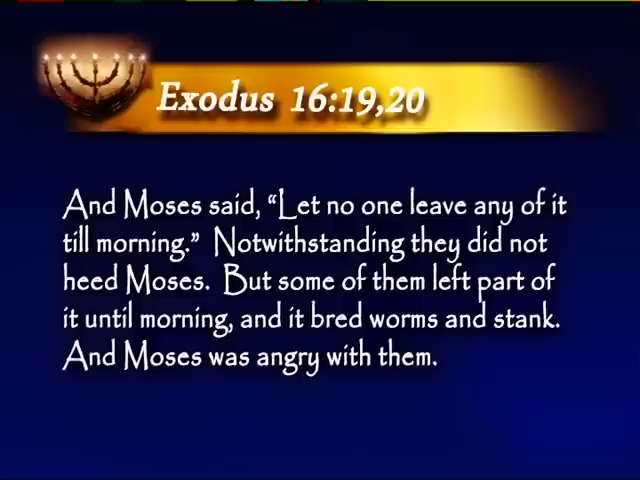 Exodus 16:19,20
And Moses said, “Let no one leave any of it
till morning.” Notwithstanding they did not
heed Moses. But some of them left part of
it until morning, and it bred worms and stank.
And Moses was angry with them.